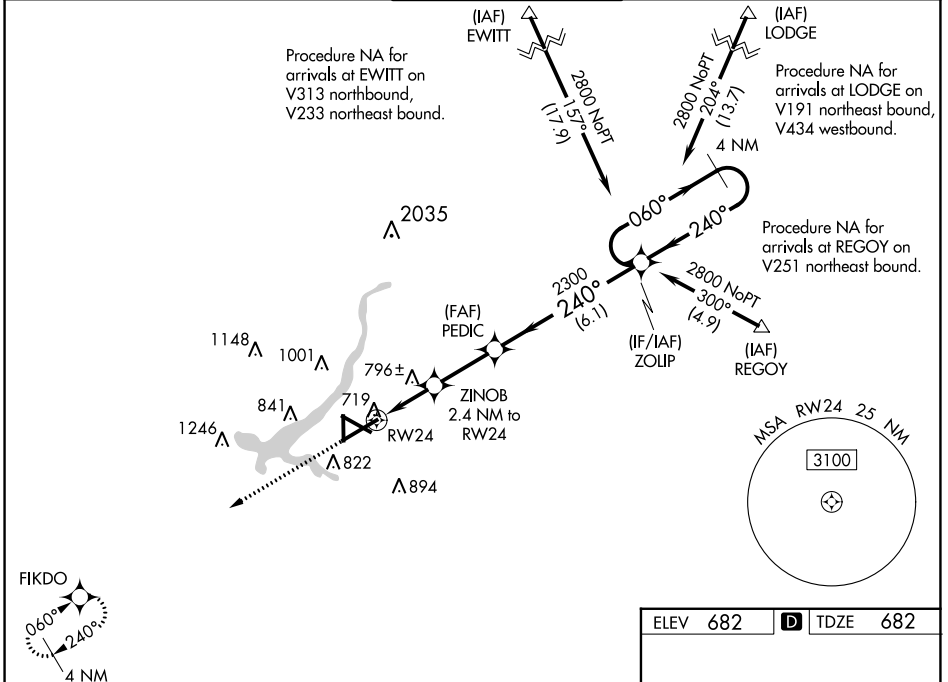 (IAF)
EWITT
(IAF)
LODGE
Procedure NA for
arrivals at EWITT on
V313 northbound,
V233 northeast bound.
2800 NoPT
157°
(17.9)
2800 NoPT
204°
(13.7)
Procedure NA for
arrivals at LODGE on
V191 northeast bound,
V434 westbound.
4 NM
060°
240°
2035
Procedure NA for
arrivals at REGOY on
V251 northeast bound.
2300
240°
(6.1)
2800 NoPT
300°
(4.9)
(FAF)
PEDIC
(IF/IAF)
ZOLIP
(IAF)
REGOY
1148
1001
796±
ZINOB
2.4 NM to
RW24
719
841
RW24
1246
822
894
MSA RW24 25 NM
3100
FIKDO
060°
240°
4 NM
ELEV 682 D TDZE 682